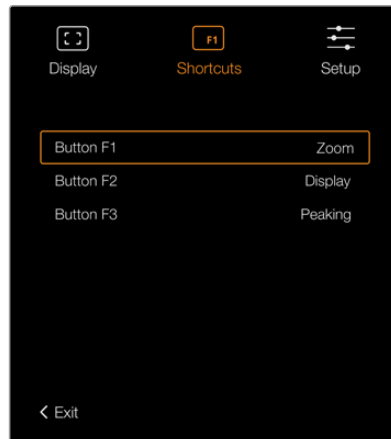 F1
Display Shortcuts Setup
Button F1 Zoom
Button F2 Display
Button F3 Peaking
Exit